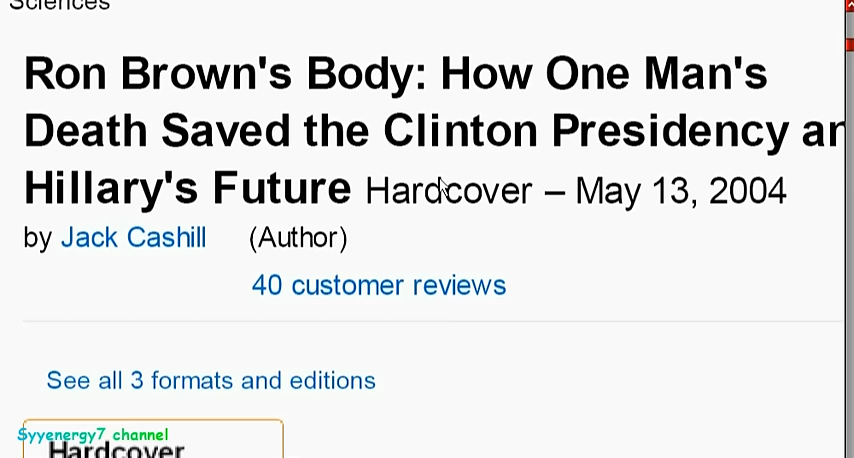 Sciences
Ron Brown's Body: How One Man's
Death Saved the Clinton Presidency an
Hillary's Future Hardcover – May 13, 2004
by Jack Cashill (Author)
40 customer reviews
See all 3 formats and editions
Syyenergy7 channel
Hardcover